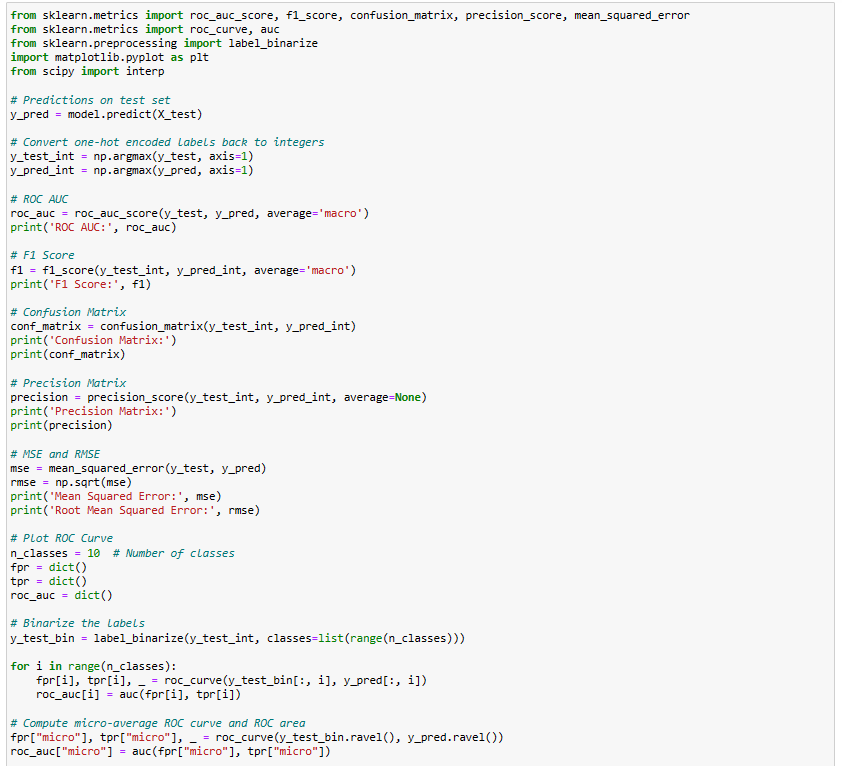 from sklearn.metrics import roc_auc_score, f1_score, confusion_matrix, precision_score, mean_squared_error
from sklearn.metrics import roc_curve, auc
from sklearn.preprocessing import label_binarize
import matplotlib.pyplot as plt
from scipy import interp

# Predictions on test set
y_pred = model.predict(X_test)

# Convert one-hot encoded labels back to integers
y_test_int = np.argmax(y_test, axis=1)
y_pred_int = np.argmax(y_pred, axis=1)

# ROC AUC
roc_auc = roc_auc_score(y_test, y_pred, average='macro')
print('ROC AUC:', roc_auc)

# F1 Score
f1 = f1_score(y_test_int, y_pred_int, average='macro')
print('F1 Score:', f1)

# Confusion Matrix
conf_matrix = confusion_matrix(y_test_int, y_pred_int)
print('Confusion Matrix:')
print(conf_matrix)

# Precision Matrix
precision = precision_score(y_test_int, y_pred_int, average=None)
print('Precision Matrix:')
print(precision)

# MSE and RMSE
mse = mean_squared_error(y_test, y_pred)
rmse = np.sqrt(mse)
print('Mean Squared Error:', mse)
print('Root Mean Squared Error:', rmse)

# Plot ROC Curve
n_classes = 10  # Number of classes
fpr = dict()
tpr = dict()
roc_auc = dict()

# Binarize the labels
y_test_bin = label_binarize(y_test_int, classes=list(range(n_classes)))

for i in range(n_classes):
    fpr[i], tpr[i], _ = roc_curve(y_test_bin[:, i], y_pred[:, i])
    roc_auc[i] = auc(fpr[i], tpr[i])

# Compute micro-average ROC curve and ROC area
fpr["micro"], tpr["micro"], _ = roc_curve(y_test_bin.ravel(), y_pred.ravel())
roc_auc["micro"] = auc(fpr["micro"], tpr["micro"])